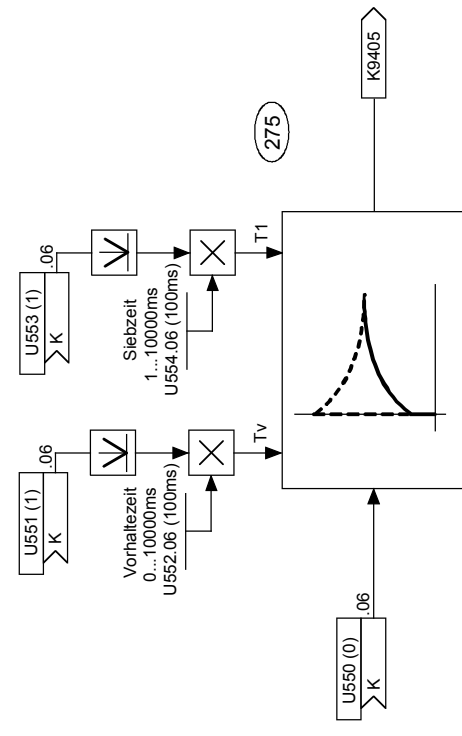 U553 (1)
K
.06
Siebzeit
1...10000ms
U554.06 (100ms)
T1
U551 (1)
K
.06
Vorhaltezeit
0...10000ms
U552.06 (100ms)
Tv
275
K9405
U550 (0)
K
.06